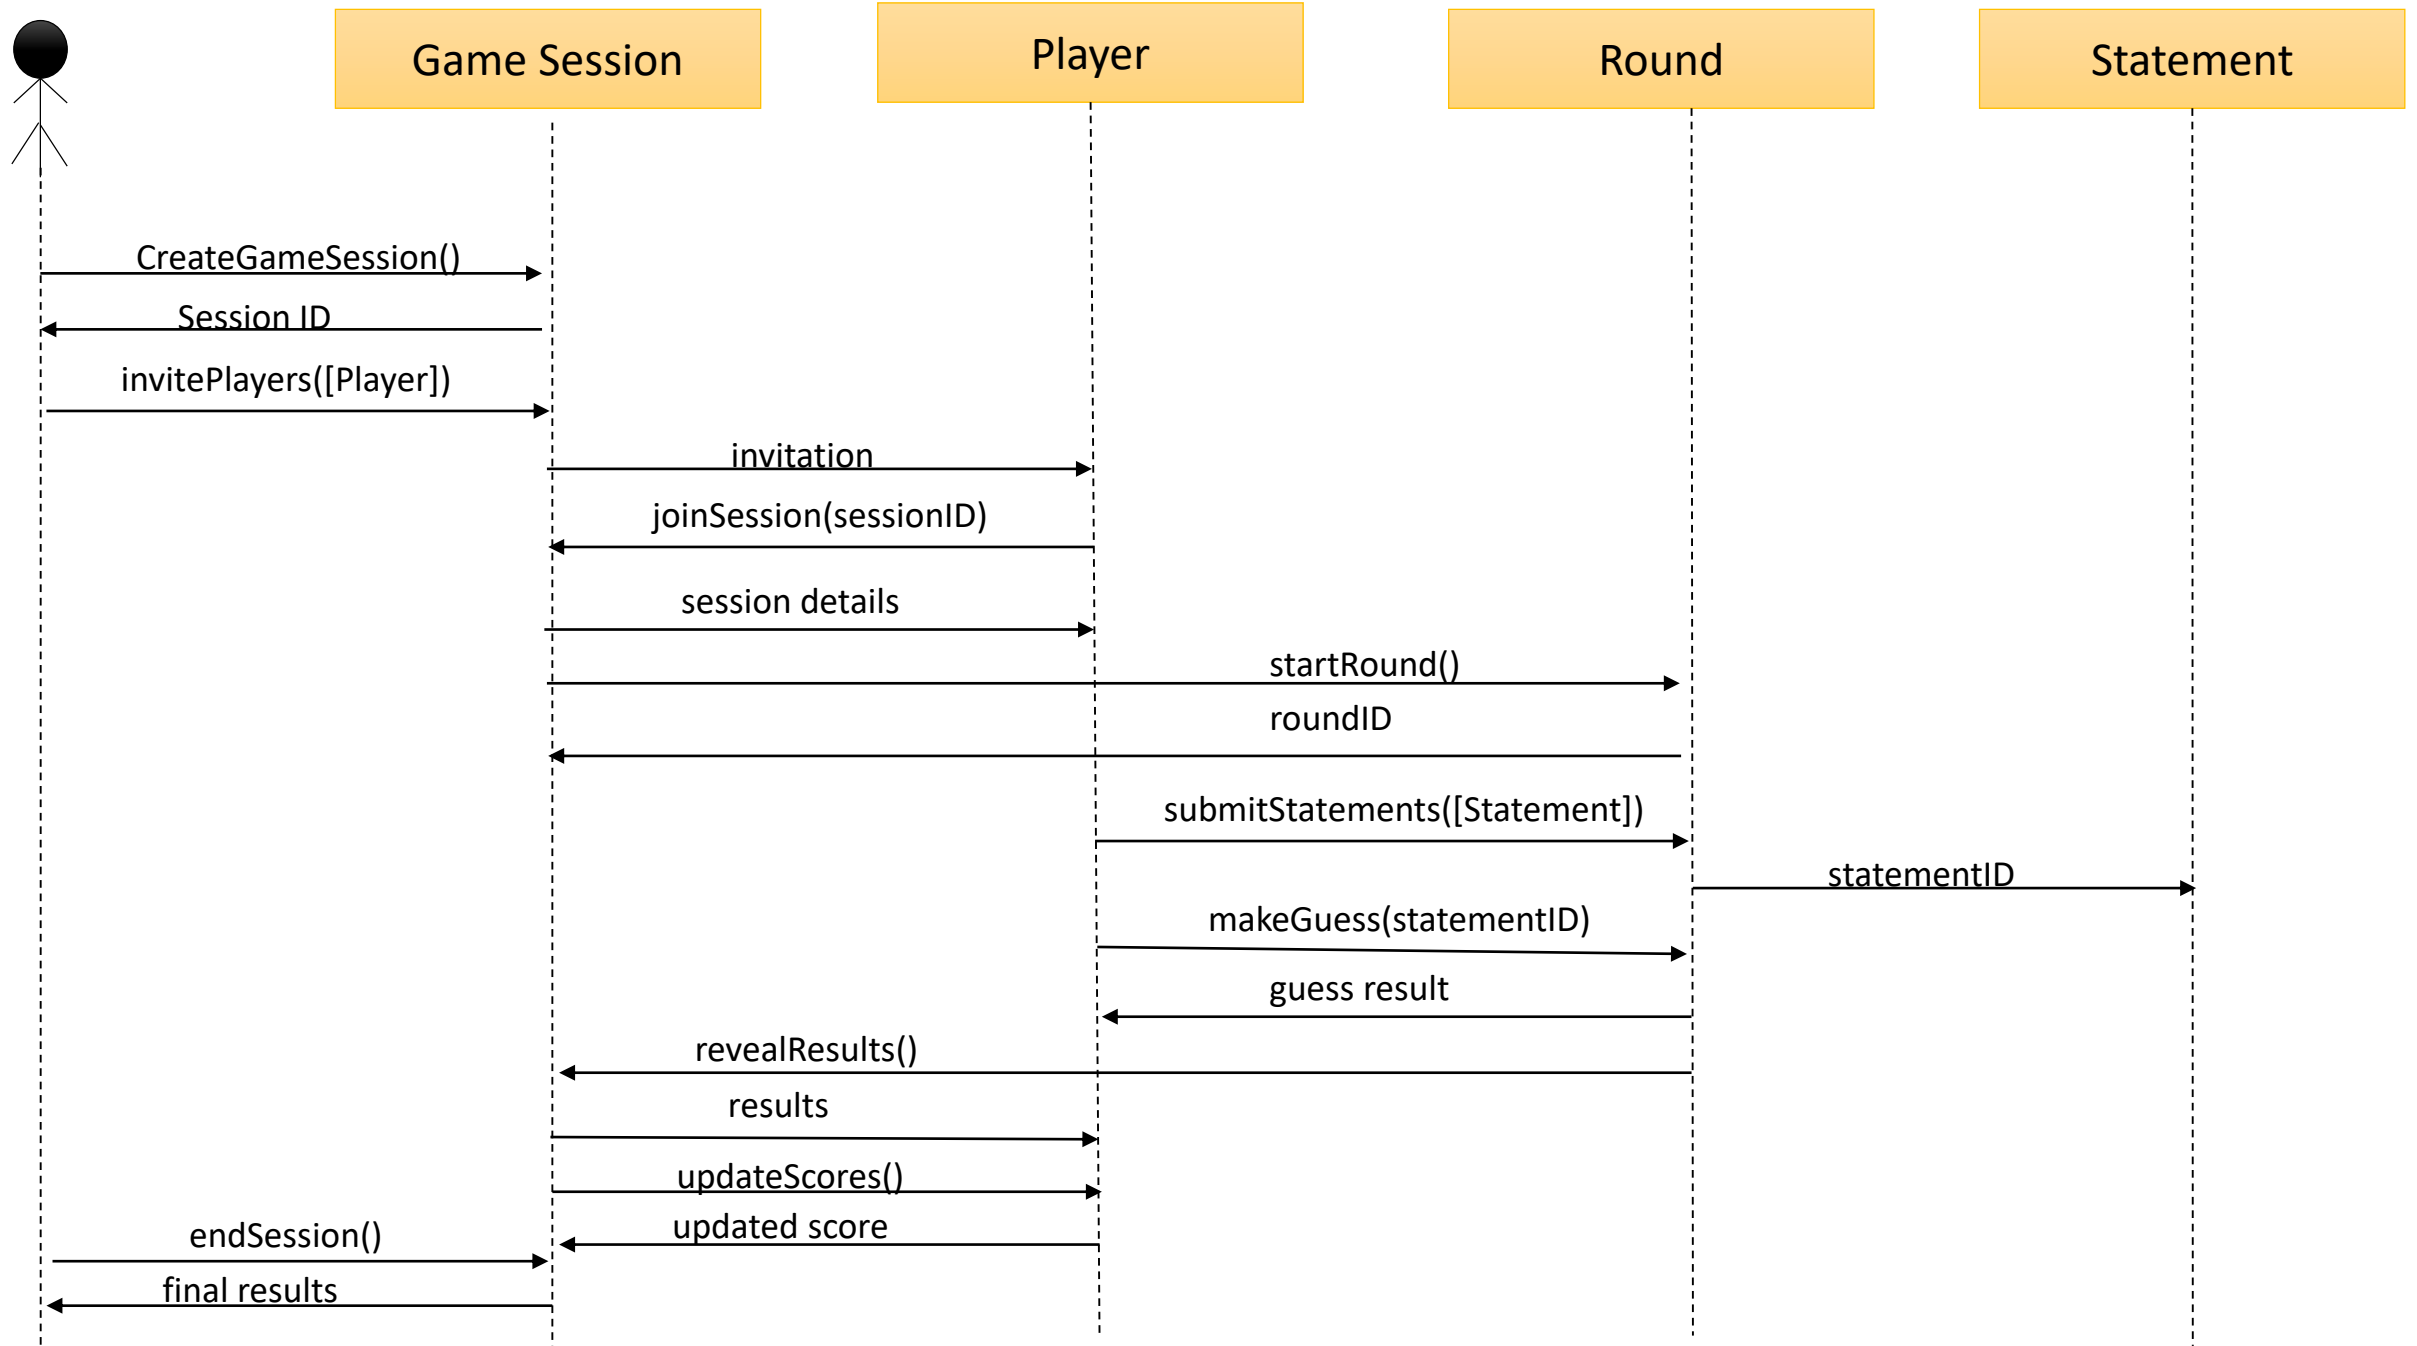 Game Session
Player
Round
Statement
CreateGameSession()
Session ID
invitePlayers([Player])
invitation
joinSession(sessionID)
session details
startRound()
roundID
submitStatements([Statement])
statementID
makeGuess(statementID)
guess result
revealResults()
results
updateScores()
updated score
endSession()
final results